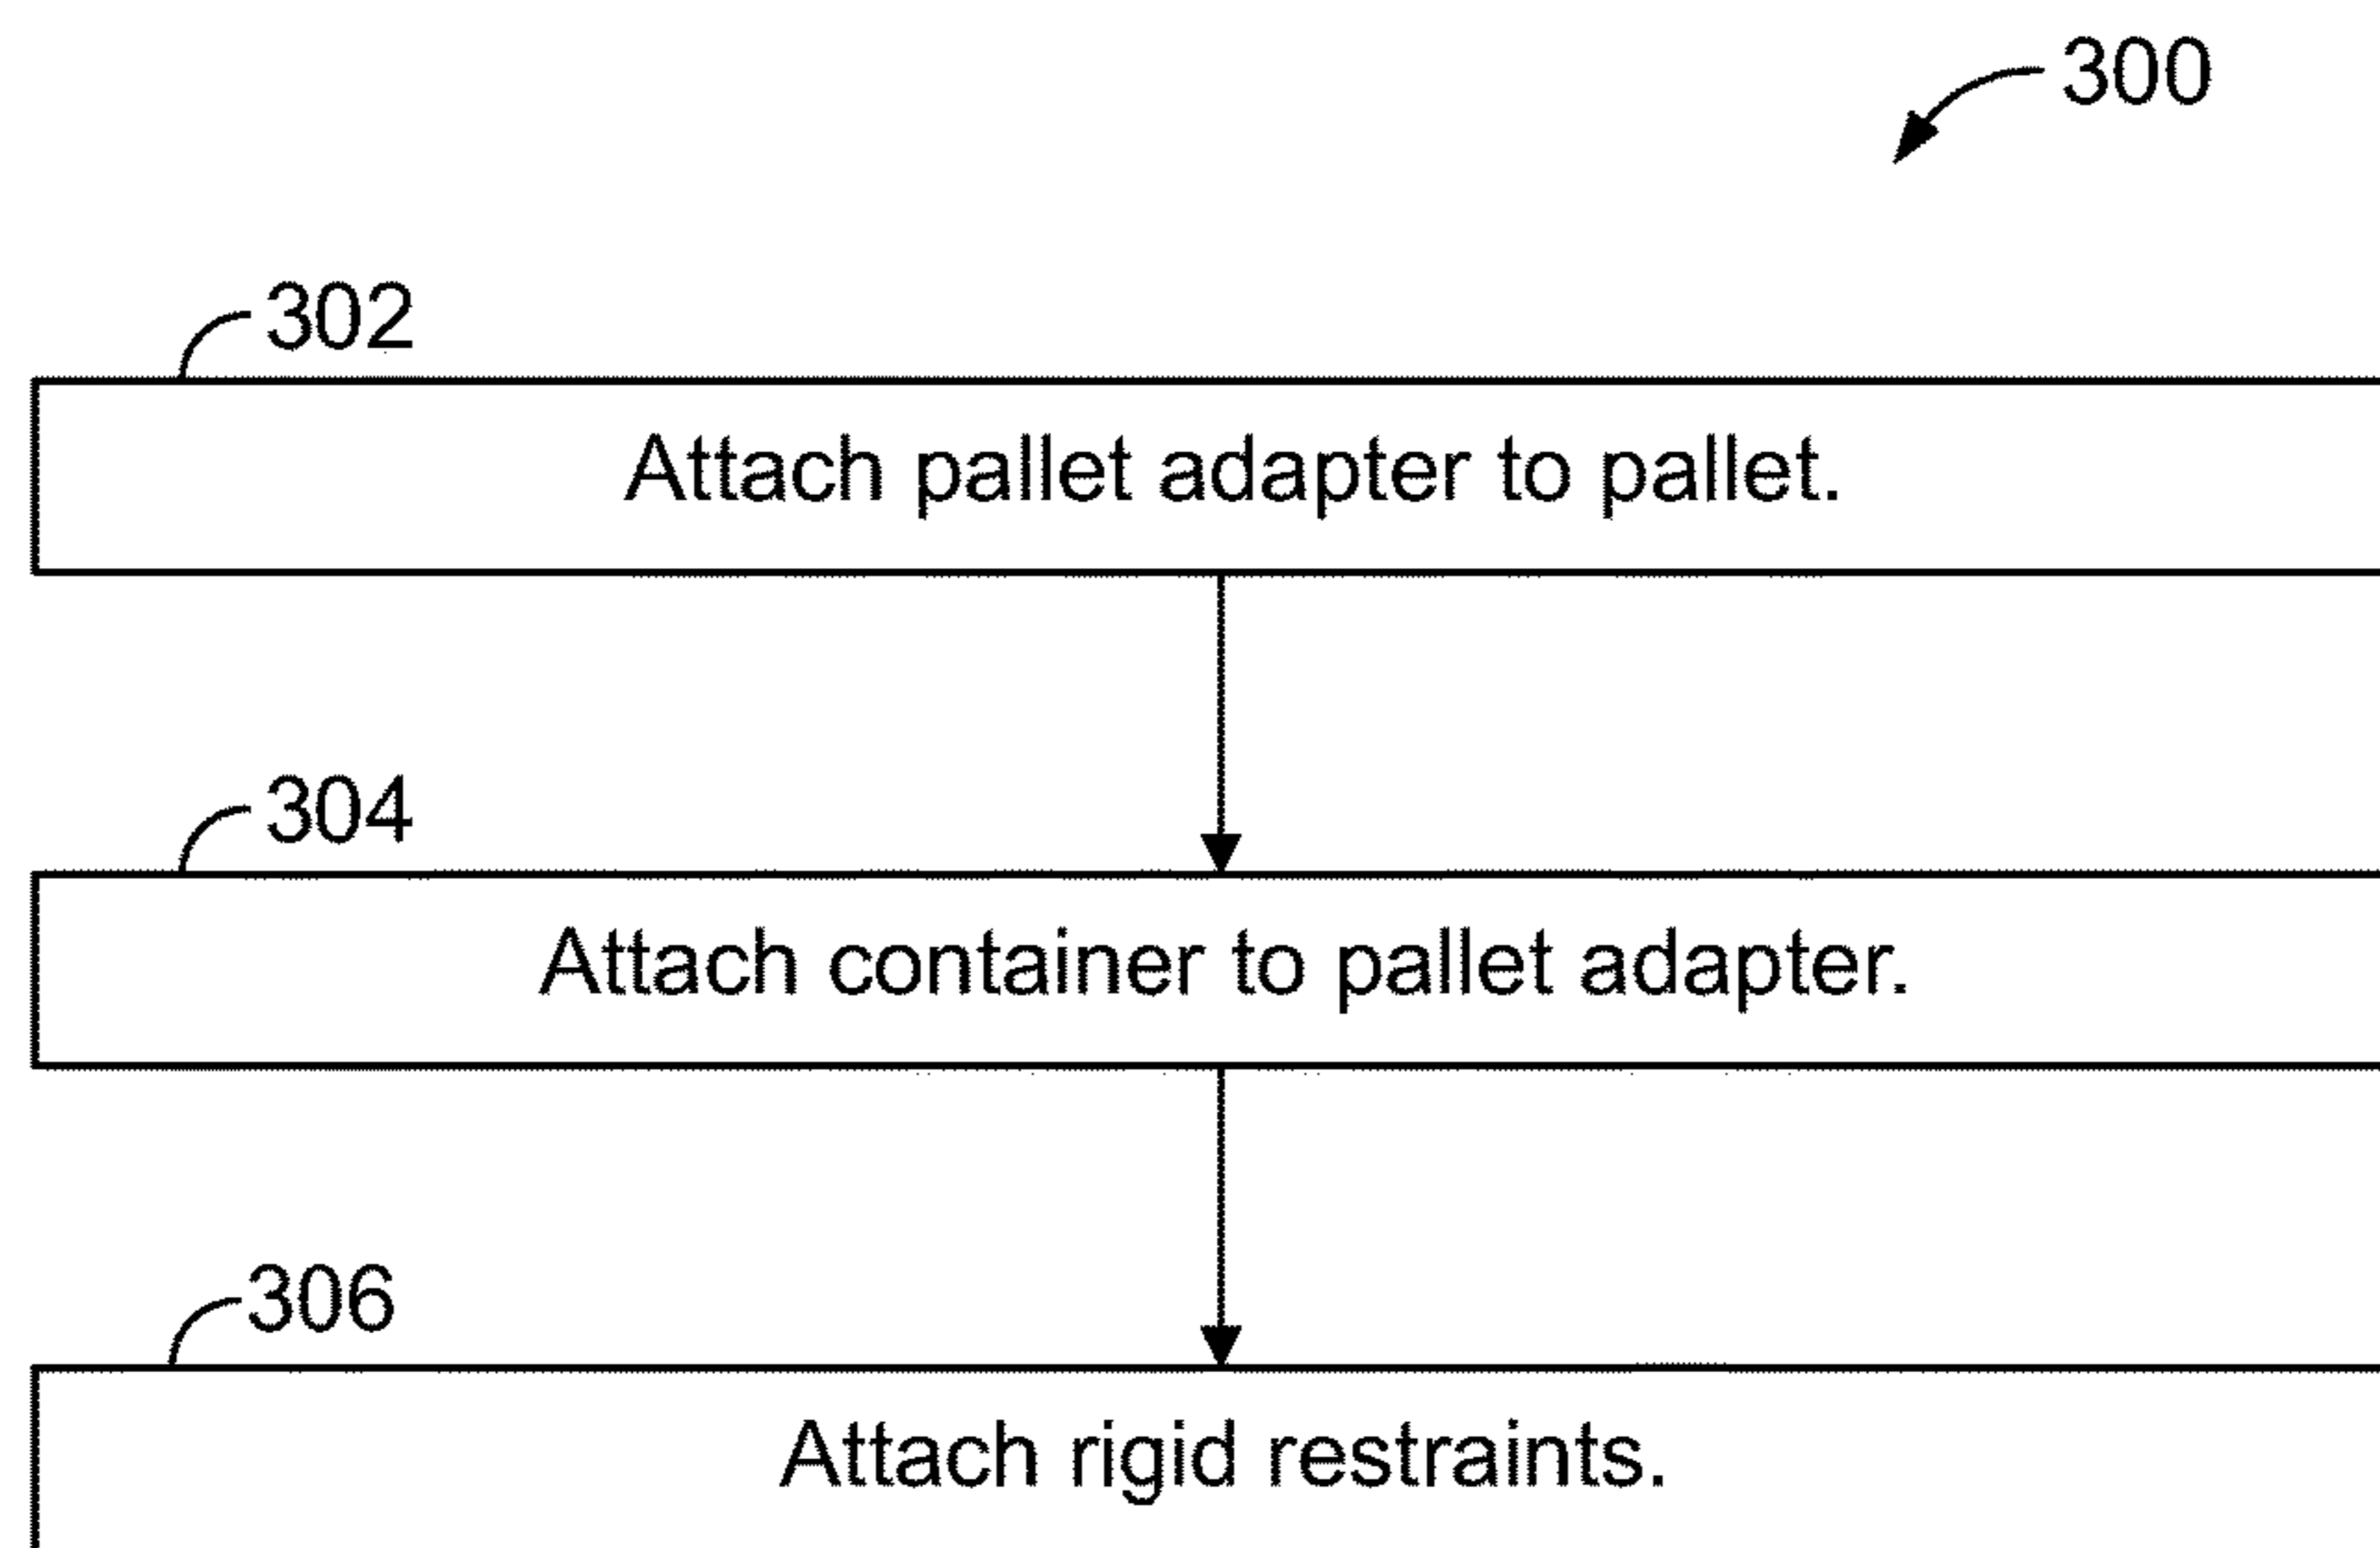 300
302
Attach pallet adapter to pallet.
304
Attach container to pallet adapter.
306
Attach rigid restraints.